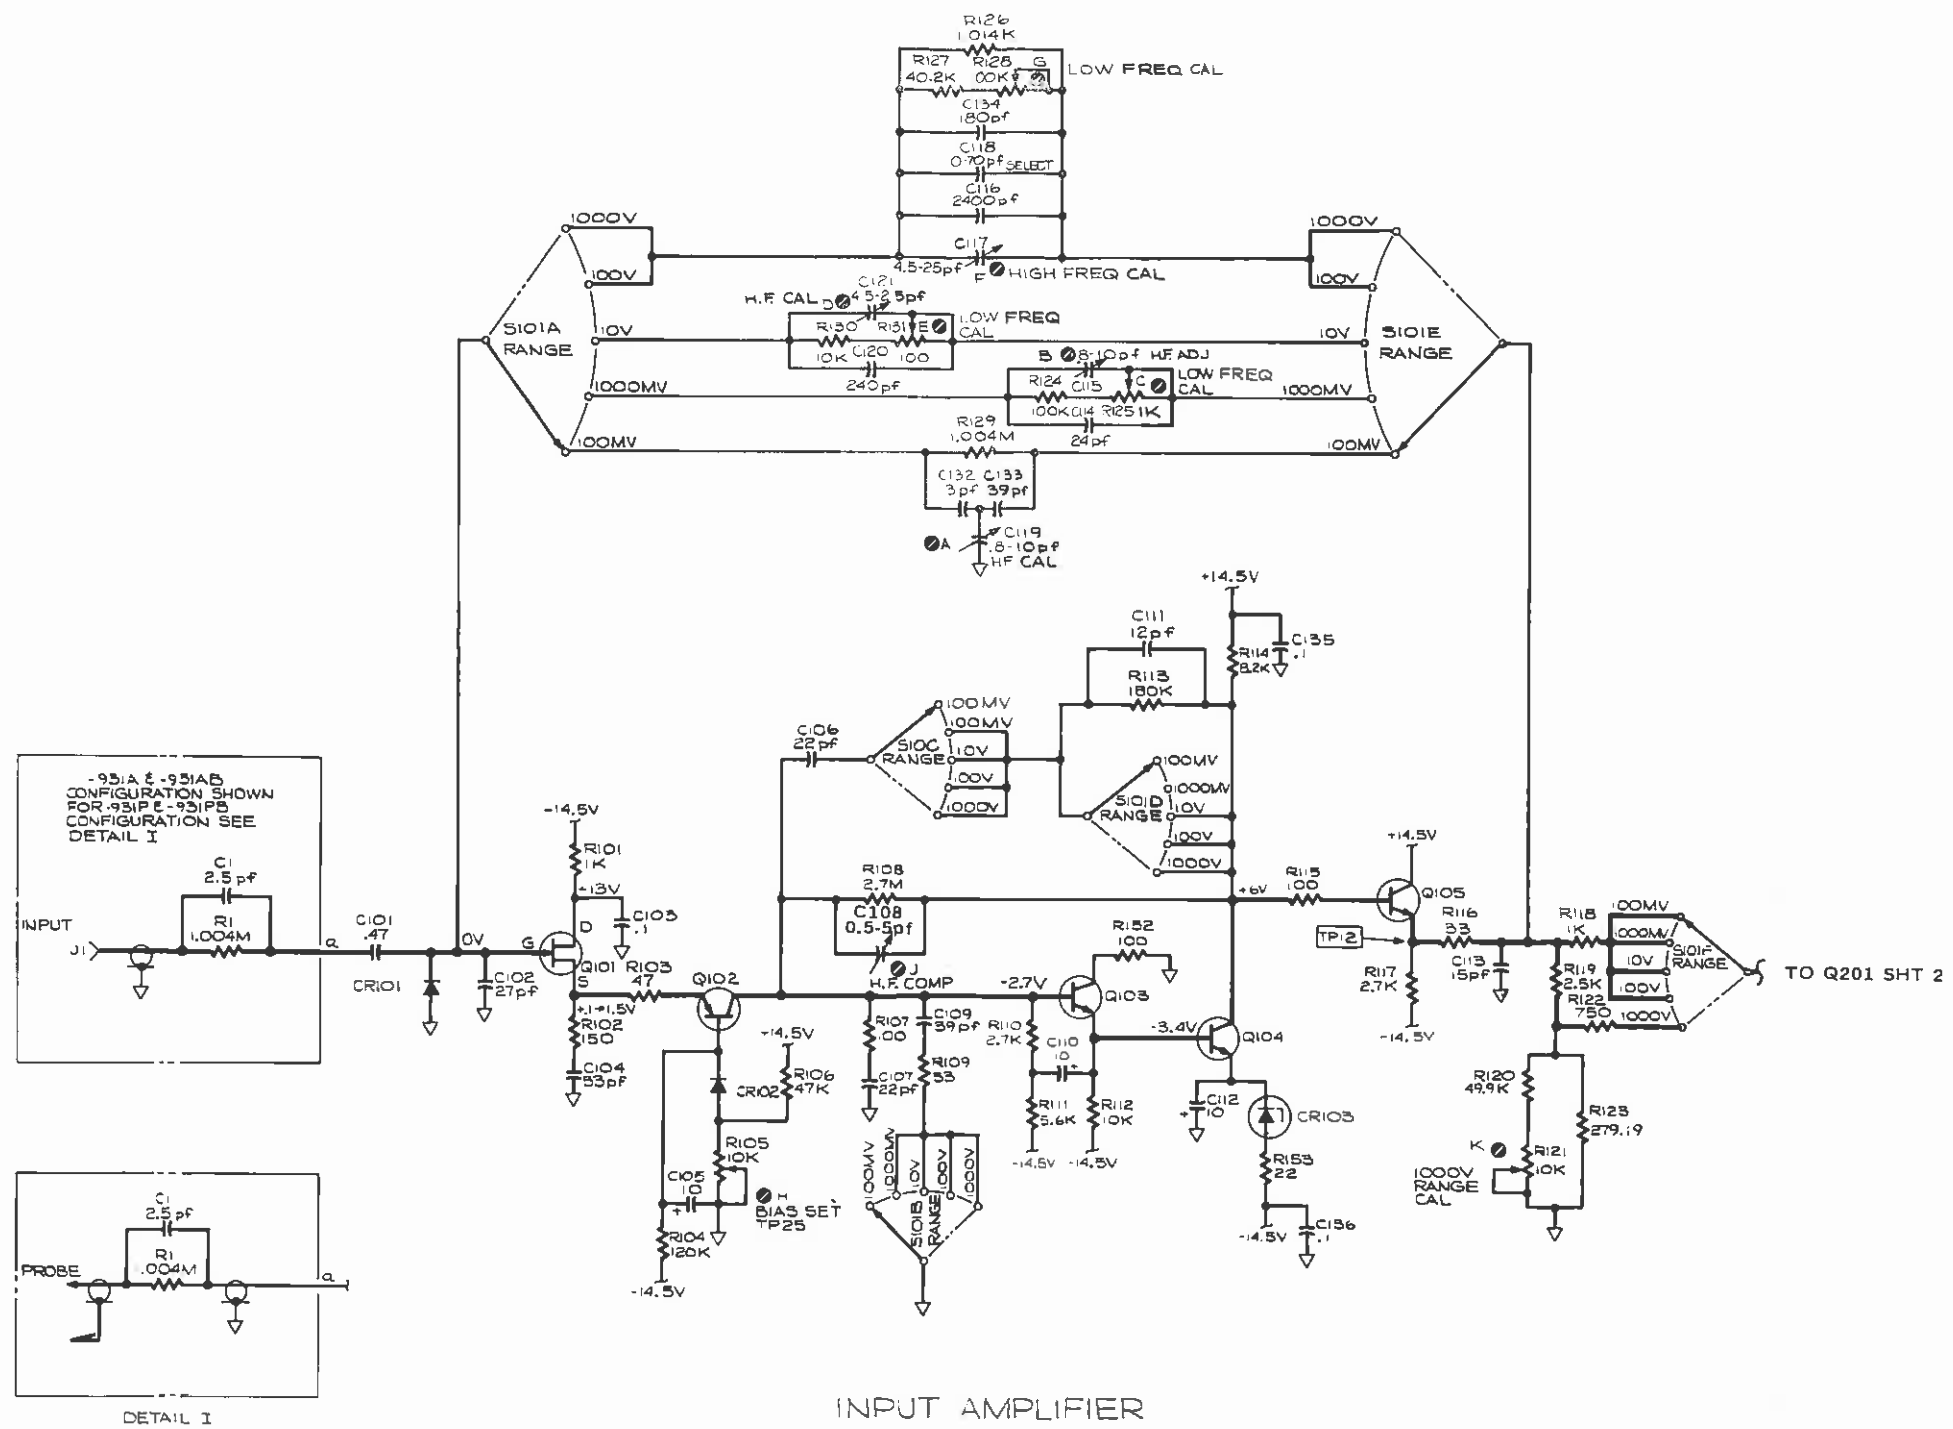 R126
1.014K
R127
40.2K
R128
G
LOW FREQ CAL
C134
180pf
C118
0-70pf SELECT
C116
2400pf
C117
4.5-25pf
F
HIGH FREQ CAL
1000V
100V
S101A
RANGE
10V
1000MV
100MV
H.F. CAL
D
C121
4.5-25pf
R130
10K
R131
100
E
LOW FREQ
CAL
C120
240pf
B
.8-10pf
H.F. ADJ
R124
100K
C115
C
LOW FREQ
CAL
C114
R125 1K
24pf
R129
1.004M
C132
3pf
C133
39pf
A
C119
.8-10pf
HF CAL
1000V
100V
10V
S101E
RANGE
1000MV
100MV
-931A & -931AB
CONFIGURATION SHOWN
FOR -931P & -931PB
CONFIGURATION SEE
DETAIL I
C1
2.5pf
R1
1.004M
INPUT
J1
a
C101
.47
CR101
0V
C102
27pf
-14.5V
R101
1K
+13V
C103
.1
D
G
Q101
S
R103
47
+.1→1.5V
R102
150
C104
33pf
Q102
+14.5V
CR102
R106
47K
R105
10K
C105
10
+
H
BIAS SET
TP25
R104
120K
-14.5V
C106
22pf
S10C
RANGE
100MV
100MV
10V
100V
1000V
C111
12pf
R113
180K
S101D
RANGE
100MV
1000MV
10V
100V
1000V
+14.5V
R114
8.2K
C135
.1
R108
2.7M
C108
0.5-5pf
J
H.F. COMP
R107
100
C107
22pf
C109
39pf
R109
33
100MV
1000MV
10V
100V
1000V
S101B
RANGE
-2.7V
R110
2.7K
C110
10
+
R111
5.6K
R112
10K
-14.5V
-14.5V
R152
100
Q103
-3.4V
Q104
C112
10
+
CR103
R153
22
-14.5V
C136
.1
+6V
R115
100
+14.5V
Q105
TP12
R116
33
R117
2.7K
-14.5V
C113
15pf
R118
1K
R119
2.5K
R122
750
100MV
1000MV
S101F
RANGE
10V
100V
1000V
TO Q201 SHT 2
R120
49.9K
R123
279.19
K
R121
10K
1000V
RANGE
CAL
PROBE
C1
2.5pf
R1
1.004M
a
DETAIL I
INPUT AMPLIFIER